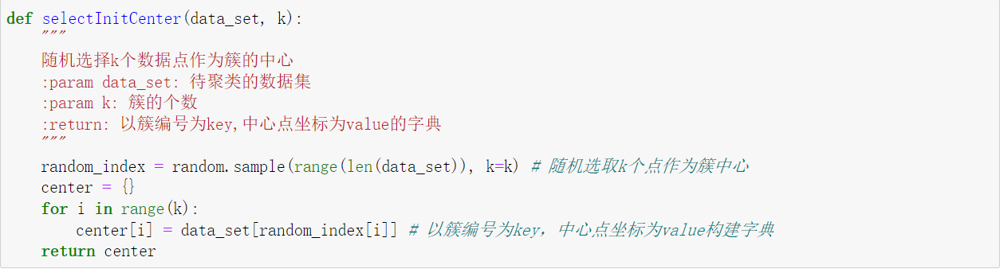 def selectInitCenter(data_set, k):
    """
    随机选择k个数据点作为簇的中心
    :param data_set: 待聚类的数据集
    :param k: 簇的个数
    :return: 以簇编号为key,中心点坐标为value的字典
    """
    random_index = random.sample(range(len(data_set)), k=k) # 随机选取k个点作为簇中心
    center = {}
    for i in range(k):
        center[i] = data_set[random_index[i]] # 以簇编号为key，中心点坐标为value构建字典
    return center